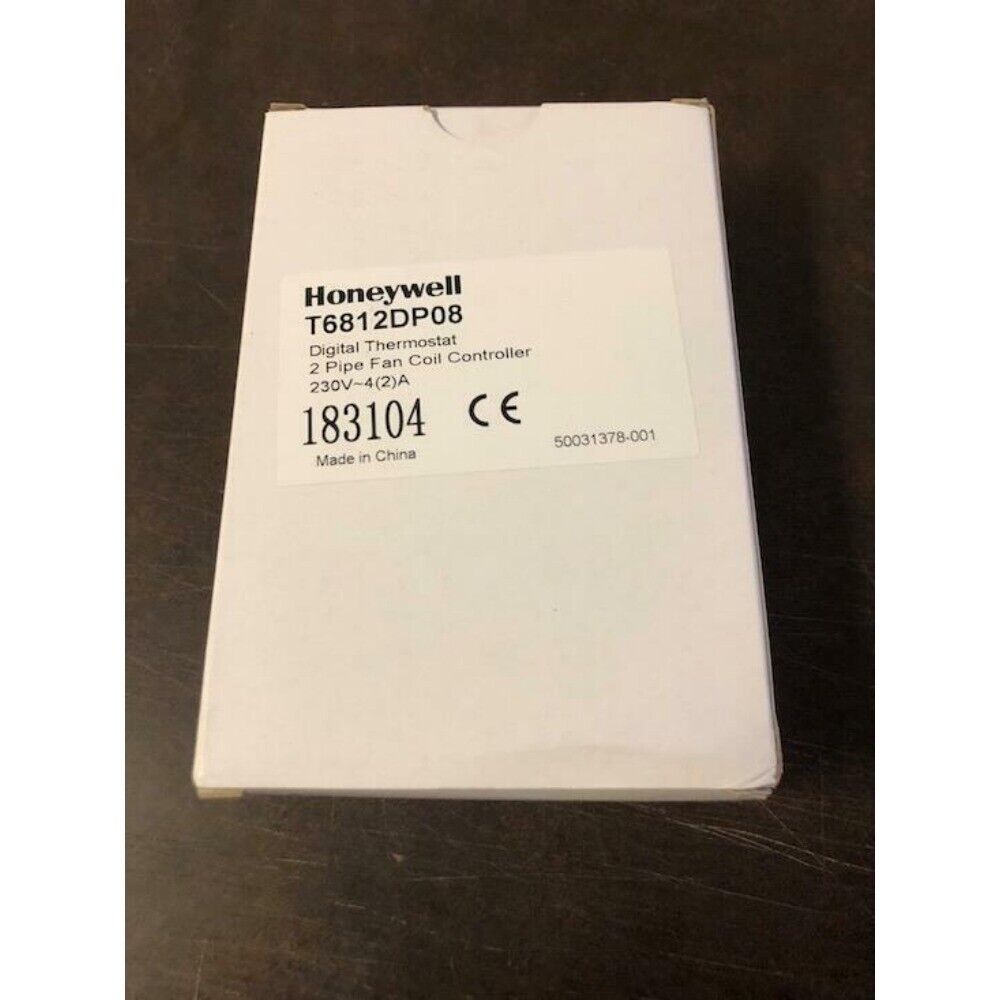 Honeywell
T6812DP08
Digital Thermostat
2 Pipe Fan Coil Controller
230V~4(2)A
183104 CE
50031378-001
Made in China